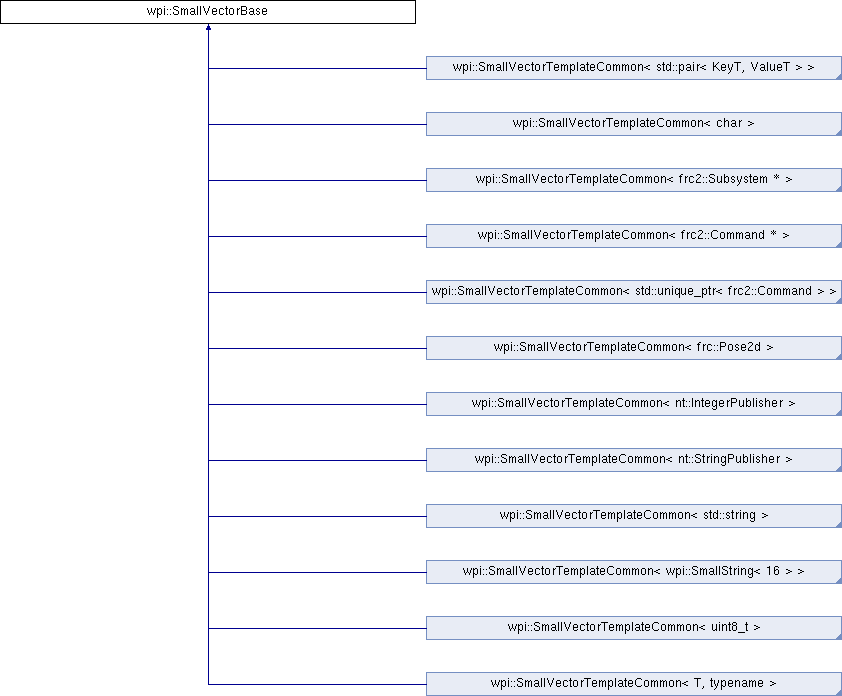 wpi::SmallVectorBase
wpi::SmallVectorTemplateCommon< std::pair< KeyT, ValueT > >
wpi::SmallVectorTemplateCommon< char >
wpi::SmallVectorTemplateCommon< frc2::Subsystem * >
wpi::SmallVectorTemplateCommon< frc2::Command * >
wpi::SmallVectorTemplateCommon< std::unique_ptr< frc2::Command > >
wpi::SmallVectorTemplateCommon< frc::Pose2d >
wpi::SmallVectorTemplateCommon< nt::IntegerPublisher >
wpi::SmallVectorTemplateCommon< nt::StringPublisher >
wpi::SmallVectorTemplateCommon< std::string >
wpi::SmallVectorTemplateCommon< wpi::SmallString< 16 > >
wpi::SmallVectorTemplateCommon< uint8_t >
wpi::SmallVectorTemplateCommon< T, typename >